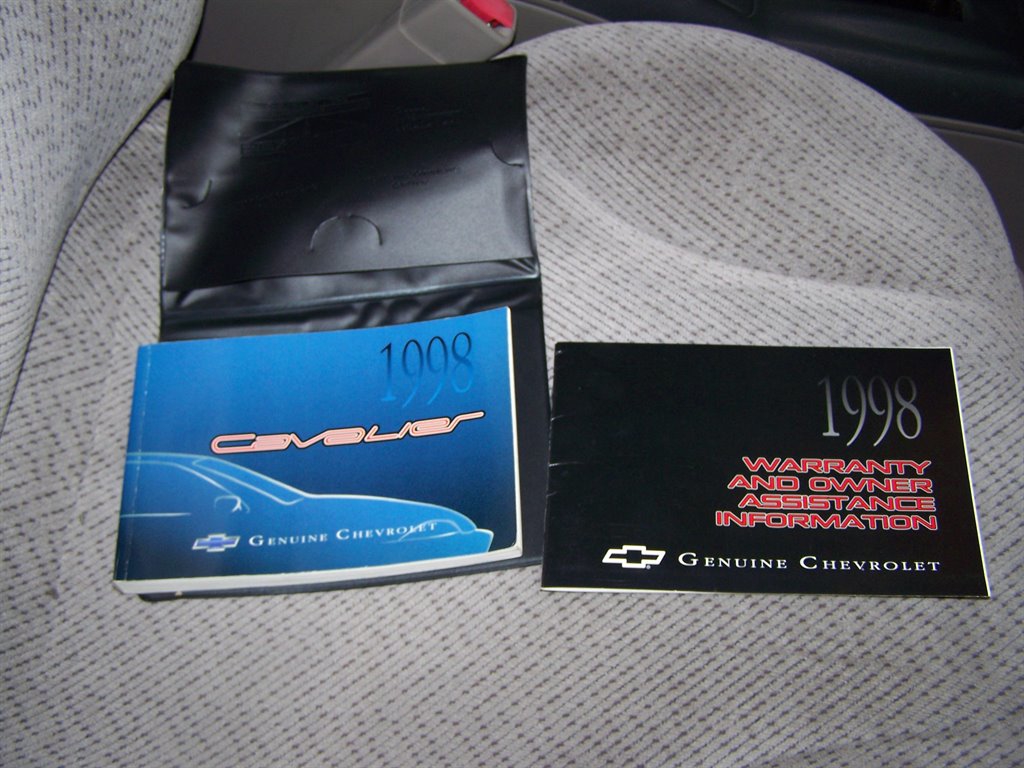 1998
Cavalier
GENUINE CHEVROLET
1998
WARRANTY
AND OWNER
ASSISTANCE
INFORMATION
GENUINE CHEVROLET